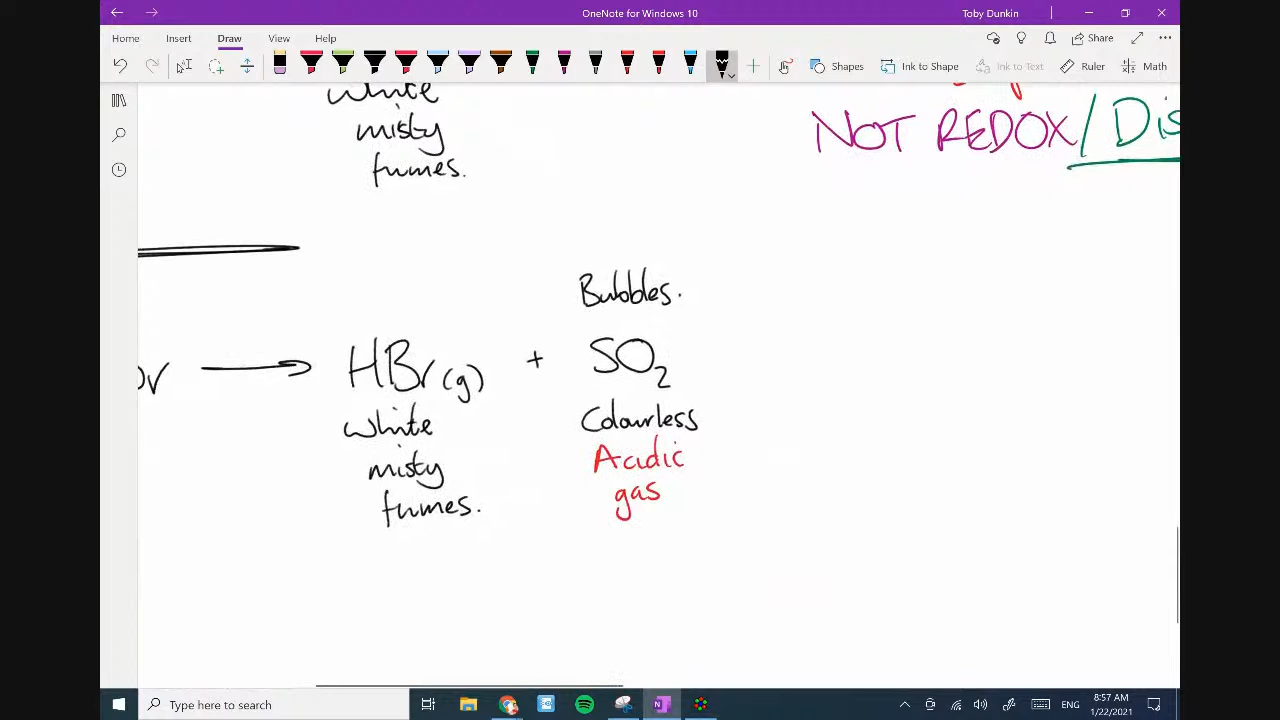 OneNote for Windows 10
Toby Dunkin
Home Insert Draw View Help
Share
Shapes
Ink to Shape
Ink to Text
Ruler
Math
white
misty
fumes.
NOT REDOX/Dis
Bubbles.
HBr(g) + SO2
white
misty
fumes.
Colourless
Acidic
gas
Type here to search
8:57 AM
1/22/2021